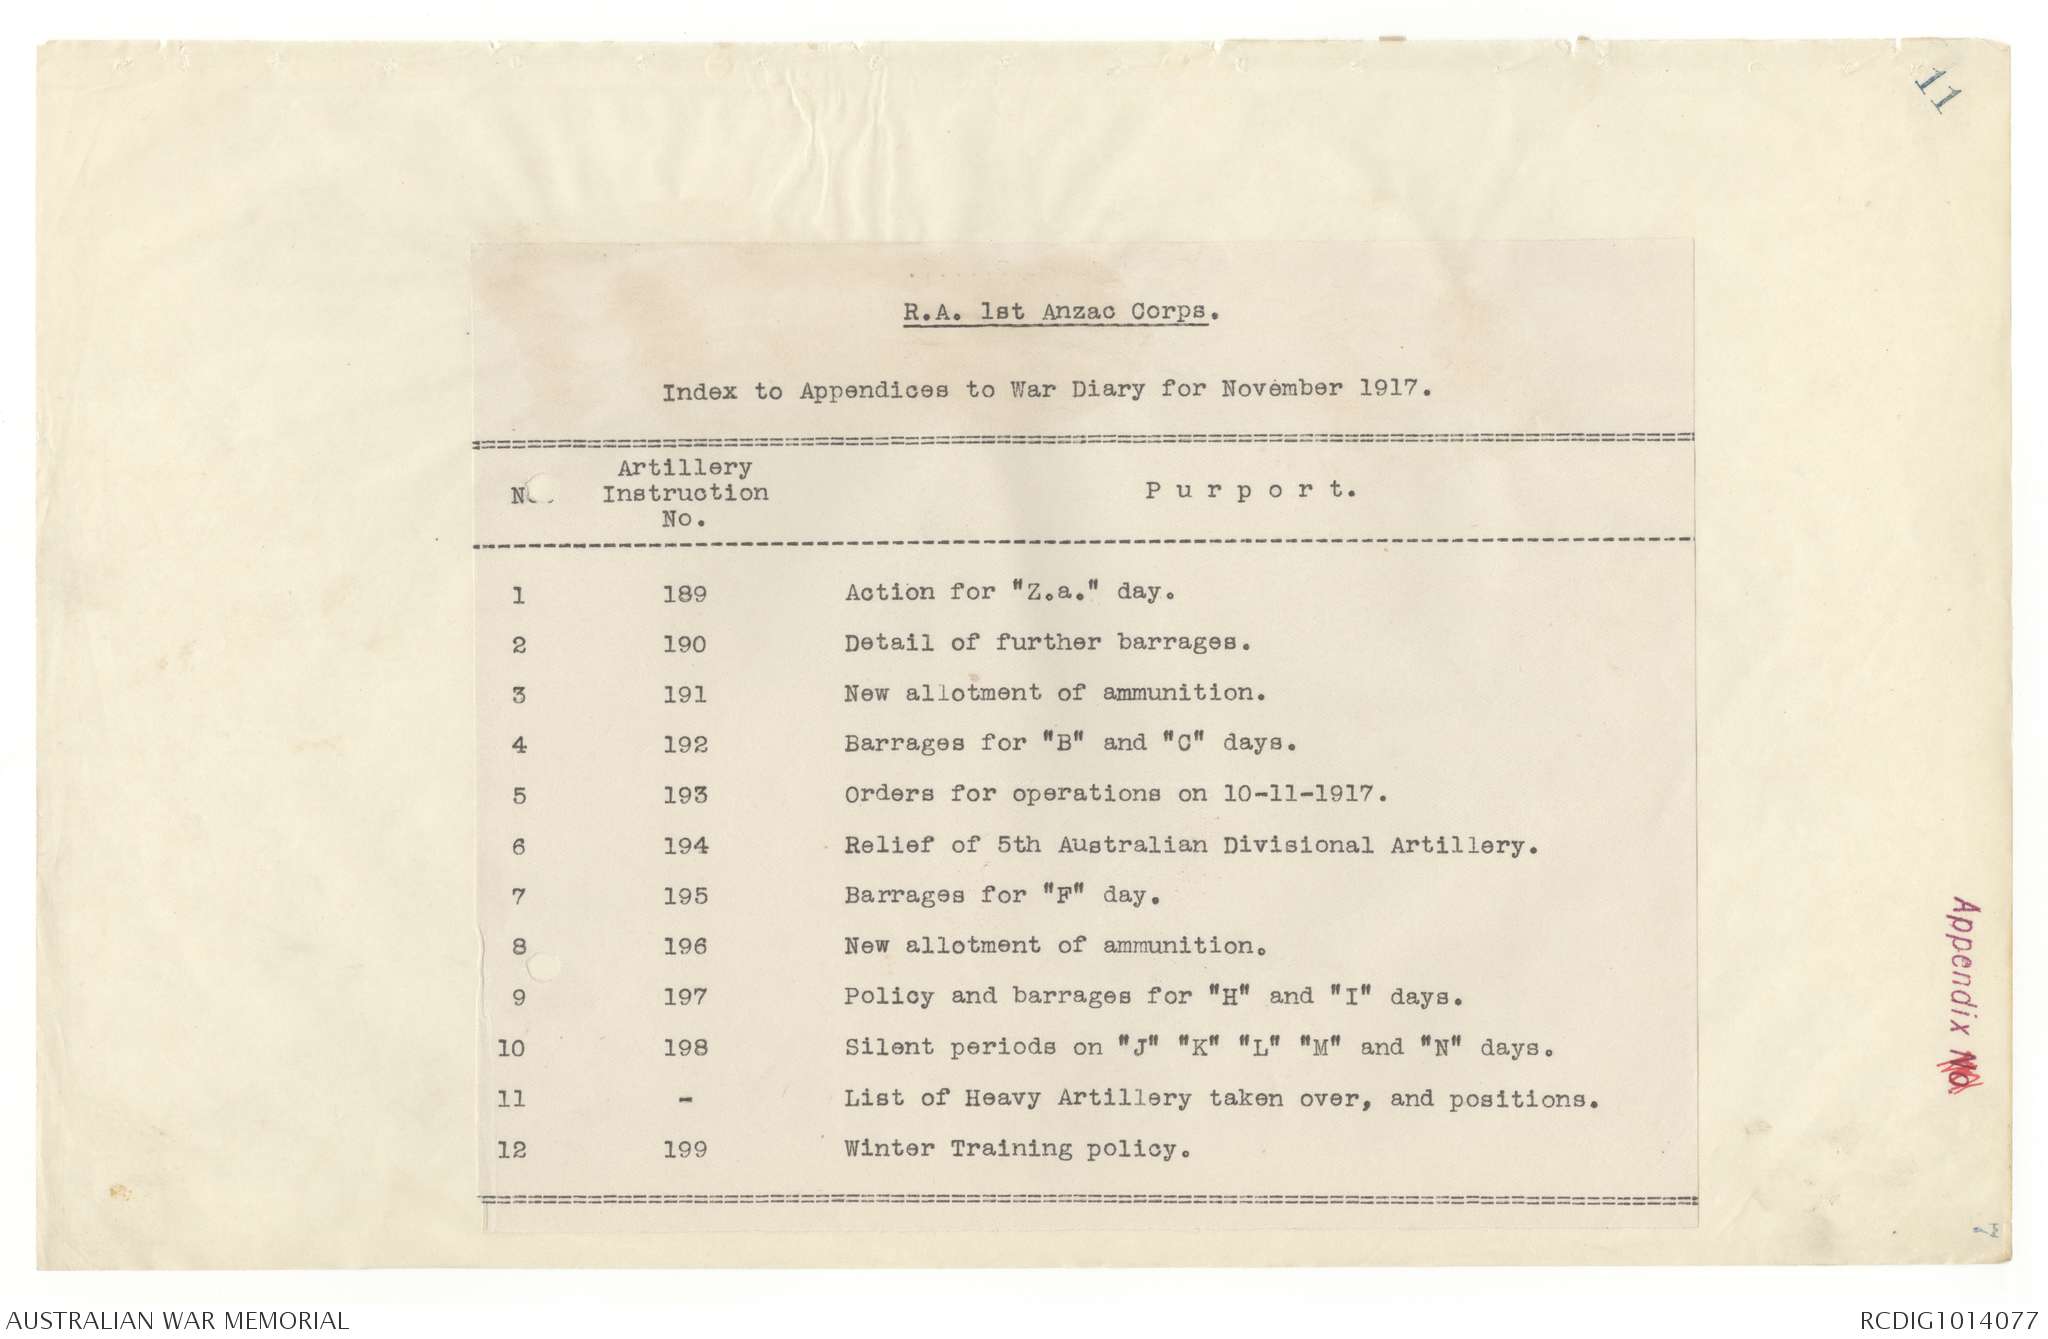 11
R.A. 1st Anzac Corps.
Index to Appendices to War Diary for November 1917.
Artillery
Instruction
No.
P u r p o r t.
1 189 Action for "Z.a." day.
2 190 Detail of further barrages.
3 191 New allotment of ammunition.
4 192 Barrages for "B" and "C" days.
5 193 Orders for operations on 10-11-1917.
6 194 Relief of 5th Australian Divisional Artillery.
7 195 Barrages for "F" day.
8 196 New allotment of ammunition.
9 197 Policy and barrages for "H" and "I" days.
10 198 Silent periods on "J" "K" "L" "M" and "N" days.
11 - List of Heavy Artillery taken over, and positions.
12 199 Winter Training policy.
Appendix No
AUSTRALIAN WAR MEMORIAL
RCDIG1014077